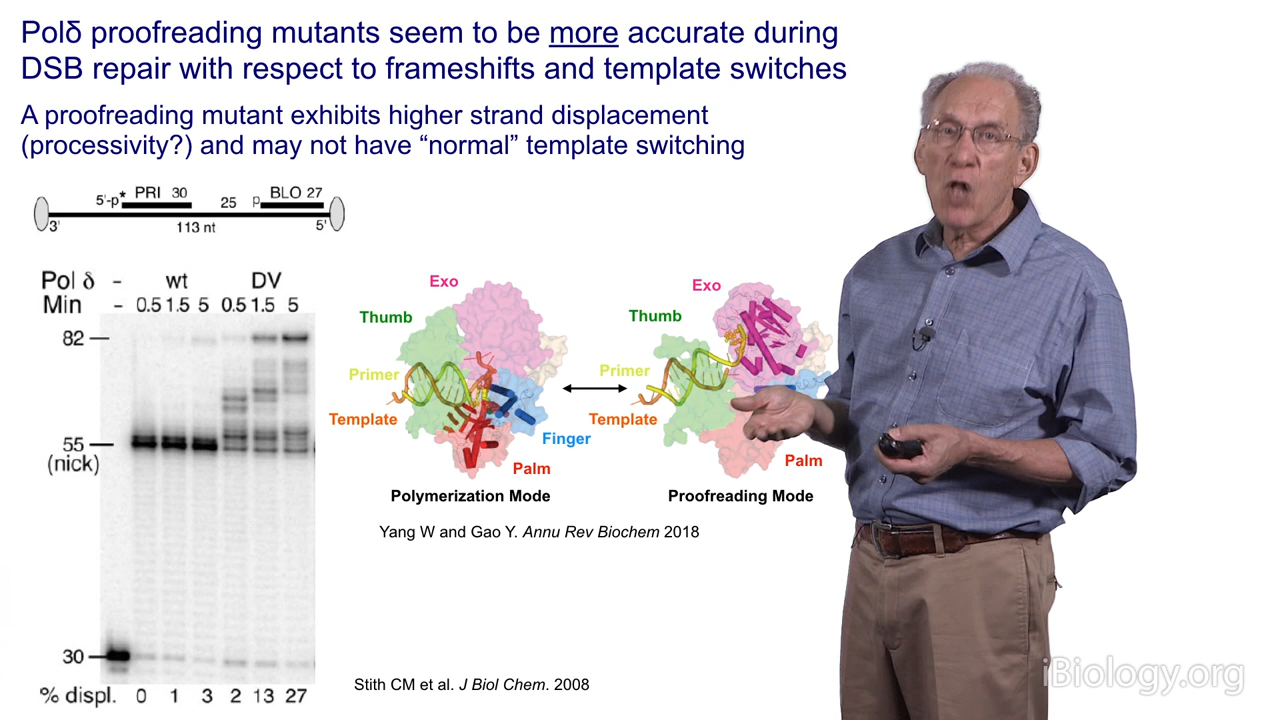 Polδ proofreading mutants seem to be more accurate during
DSB repair with respect to frameshifts and template switches
A proofreading mutant exhibits higher strand displacement
(processivity?) and may not have “normal” template switching
5'-p* PRI 30 25 p BLO 27
3' 113 nt 5'
Pol δ - wt DV
Min - 0.5 1.5 5 0.5 1.5 5
82
55
(nick)
30
% displ. 0 1 3 2 13 27
Exo
Thumb
Primer
Template
Finger
Palm
Polymerization Mode
Exo
Thumb
Primer
Template
Palm
Proofreading Mode
Yang W and Gao Y. Annu Rev Biochem 2018
Stith CM et al. J Biol Chem. 2008
iBiology.org